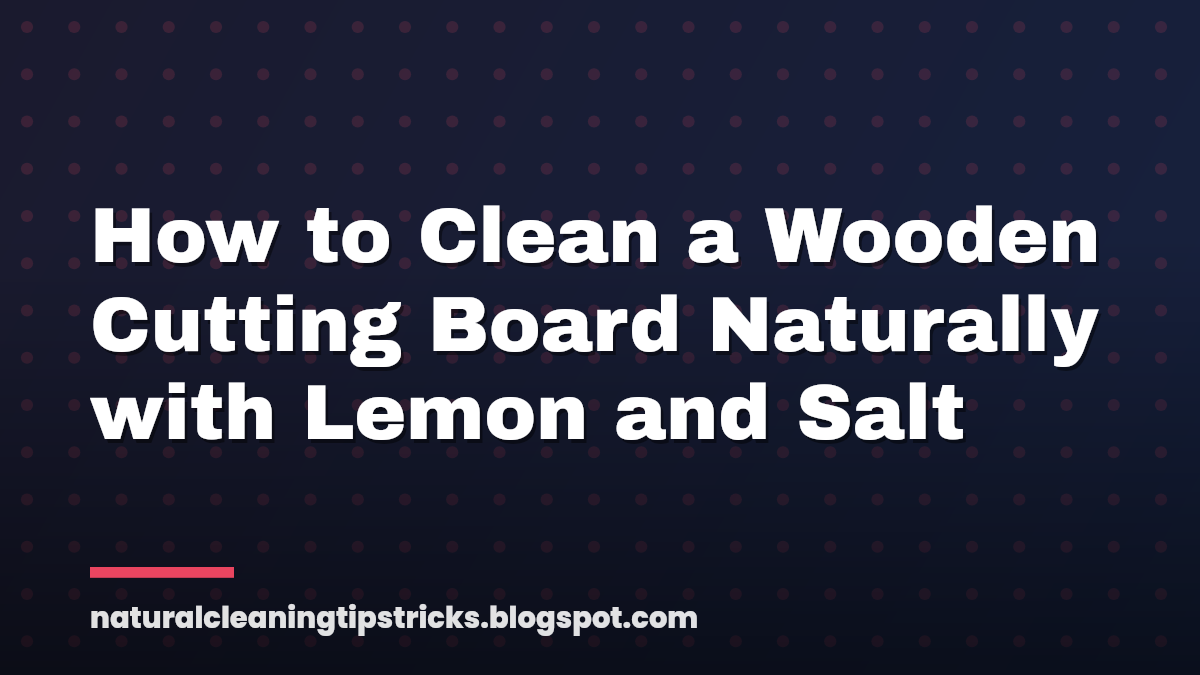 How to Clean a Wooden
Cutting Board Naturally
with Lemon and Salt
naturalcleaningtipstricks.blogspot.com